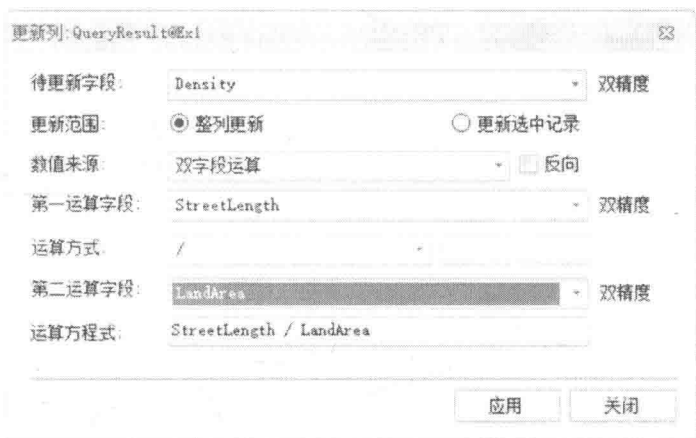 更新列:QueryResult@Ex1
待更新字段: Density 双精度
更新范围: 整列更新 更新选中记录
数值来源: 双字段运算 反向
第一运算字段: StreetLength 双精度
运算方式: /
第二运算字段: LandArea 双精度
运算方程式: StreetLength / LandArea
应用 关闭